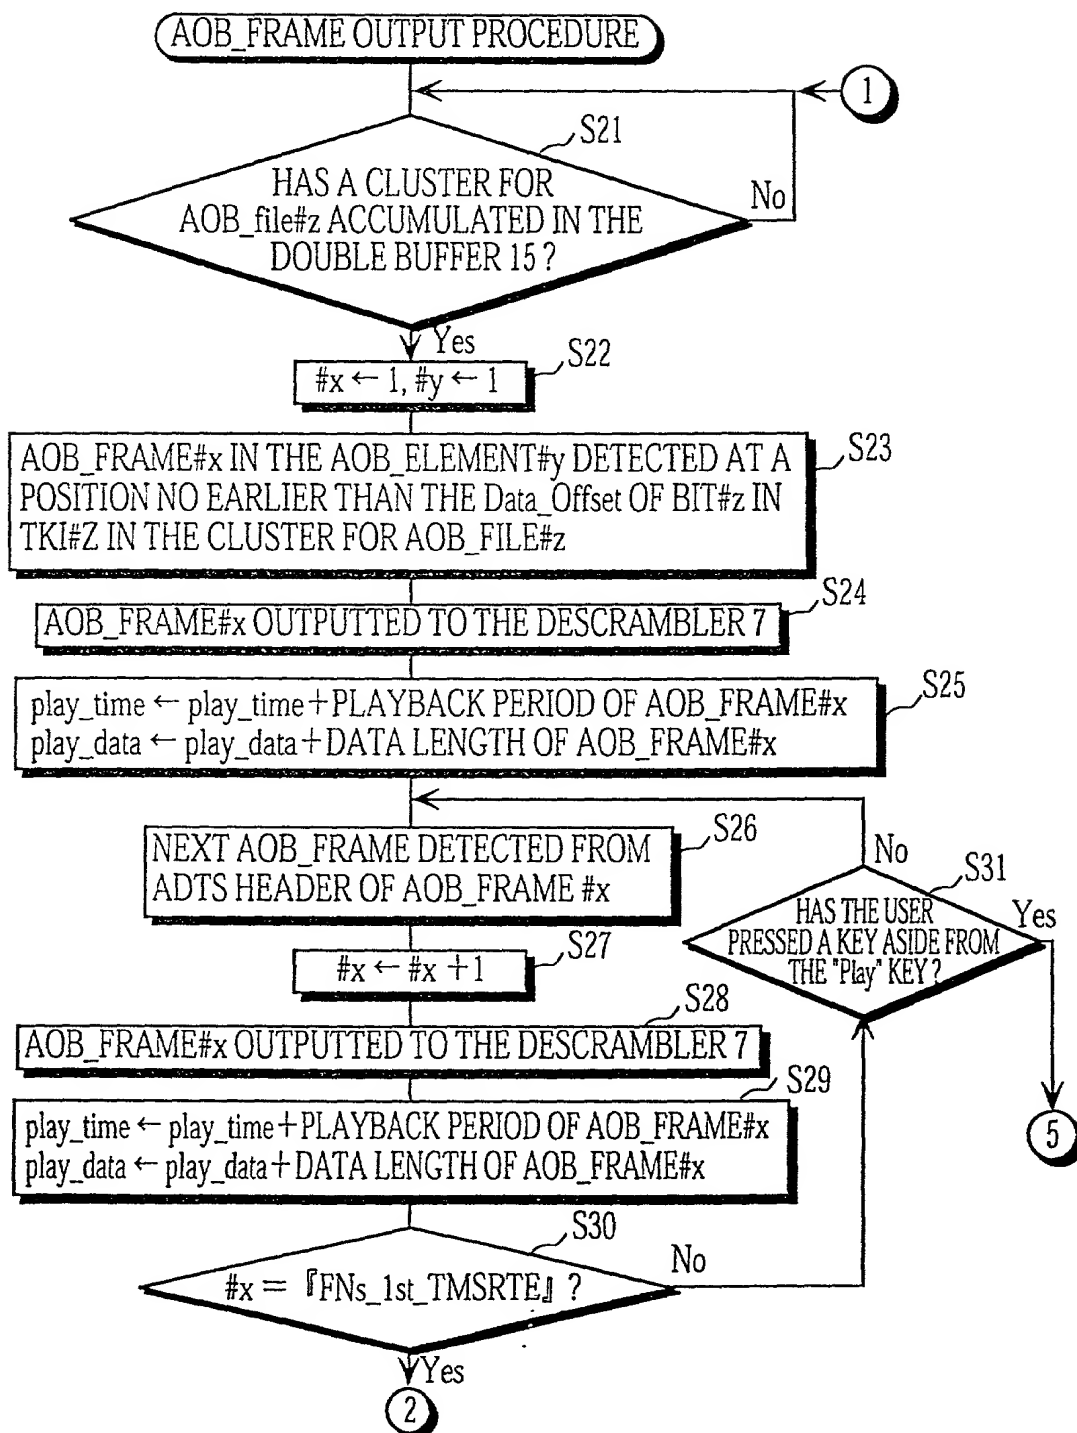 AOB_FRAME OUTPUT PROCEDURE
1
S21
HAS A CLUSTER FOR
AOB_file#z ACCUMULATED IN THE
DOUBLE BUFFER 15 ?
No
Yes
S22
#x ← 1, #y ← 1
S23
AOB_FRAME#x IN THE AOB_ELEMENT#y DETECTED AT A
POSITION NO EARLIER THAN THE Data_Offset OF BIT#z IN
TKI#Z IN THE CLUSTER FOR AOB_FILE#z
S24
AOB_FRAME#x OUTPUTTED TO THE DESCRAMBLER 7
S25
play_time ← play_time+PLAYBACK PERIOD OF AOB_FRAME#x
play_data ← play_data+DATA LENGTH OF AOB_FRAME#x
S26
NEXT AOB_FRAME DETECTED FROM
ADTS HEADER OF AOB_FRAME #x
No
S31
HAS THE USER
PRESSED A KEY ASIDE FROM
THE "Play" KEY ?
Yes
S27
#x ← #x +1
S28
AOB_FRAME#x OUTPUTTED TO THE DESCRAMBLER 7
S29
play_time ← play_time+PLAYBACK PERIOD OF AOB_FRAME#x
play_data ← play_data+DATA LENGTH OF AOB_FRAME#x
5
S30
#x = 『FNs_1st_TMSRTE』 ?
No
Yes
2